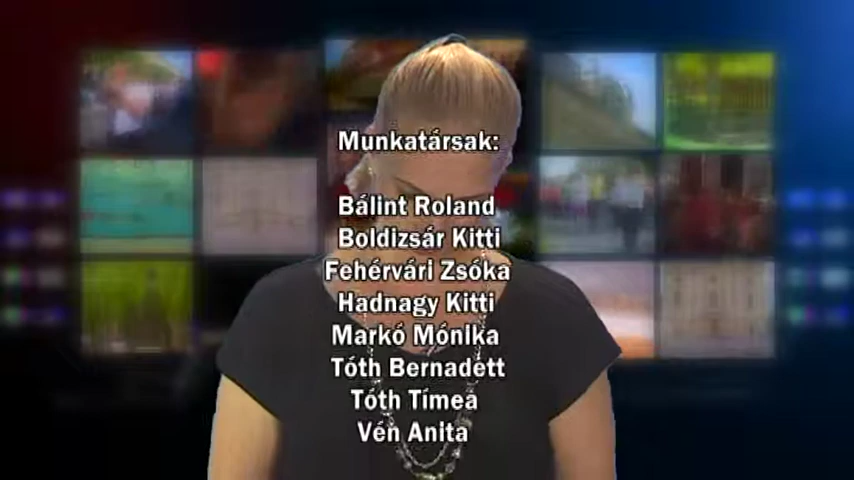 Munkatársak:
Bálint Roland
Boldizsár Kitti
Fehérvári Zsóka
Hadnagy Kitti
Markó Mónika
Tóth Bernadett
Tóth Tímea
Vén Anita